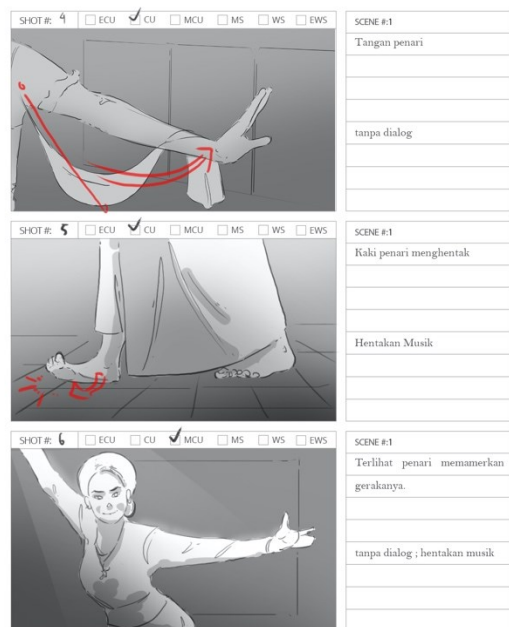 SHOT #: 4 ECU CU MCU MS WS EWS
SCENE #:1
Tangan penari
tanpa dialog
SHOT #: 5 ECU CU MCU MS WS EWS
SCENE #:1
Kaki penari menghentak
Hentakan Musik
SHOT #: 6 ECU CU MCU MS WS EWS
SCENE #:1
Terlihat penari memamerkan
gerakanya.
tanpa dialog ; hentakan musik